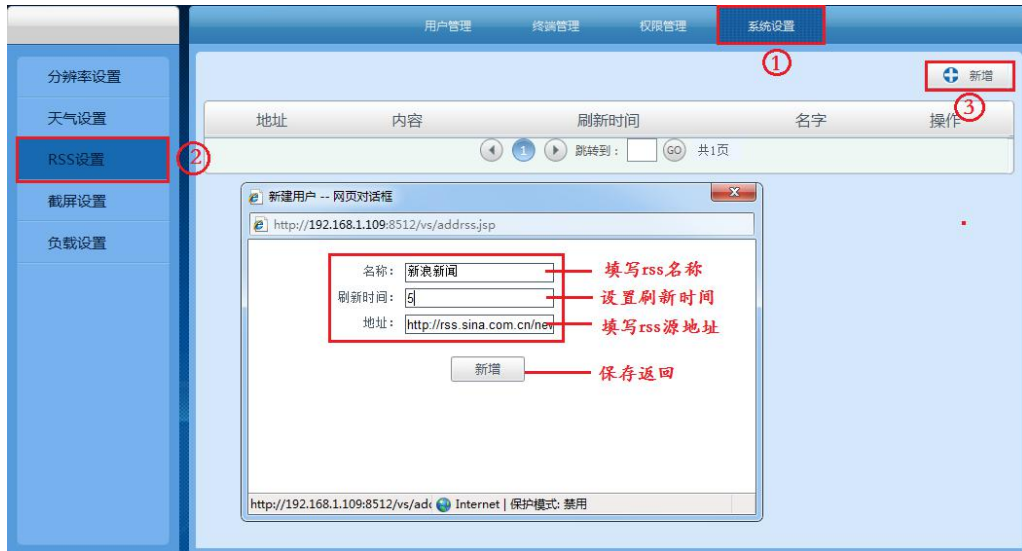 用户管理 终端管理 权限管理 系统设置
①
分辨率设置
天气设置
RSS设置
截屏设置
负载设置
②
新增
③
地址 内容 刷新时间 名字 操作
1 跳转到: GO 共1页
新建用户 -- 网页对话框
http://192.168.1.109:8512/vs/addrss.jsp
名称: 新浪新闻 填写rss名称
刷新时间: 5 设置刷新时间
地址: http://rss.sina.com.cn/nev 填写rss源地址
新增 保存返回
http://192.168.1.109:8512/vs/adc Internet | 保护模式: 禁用